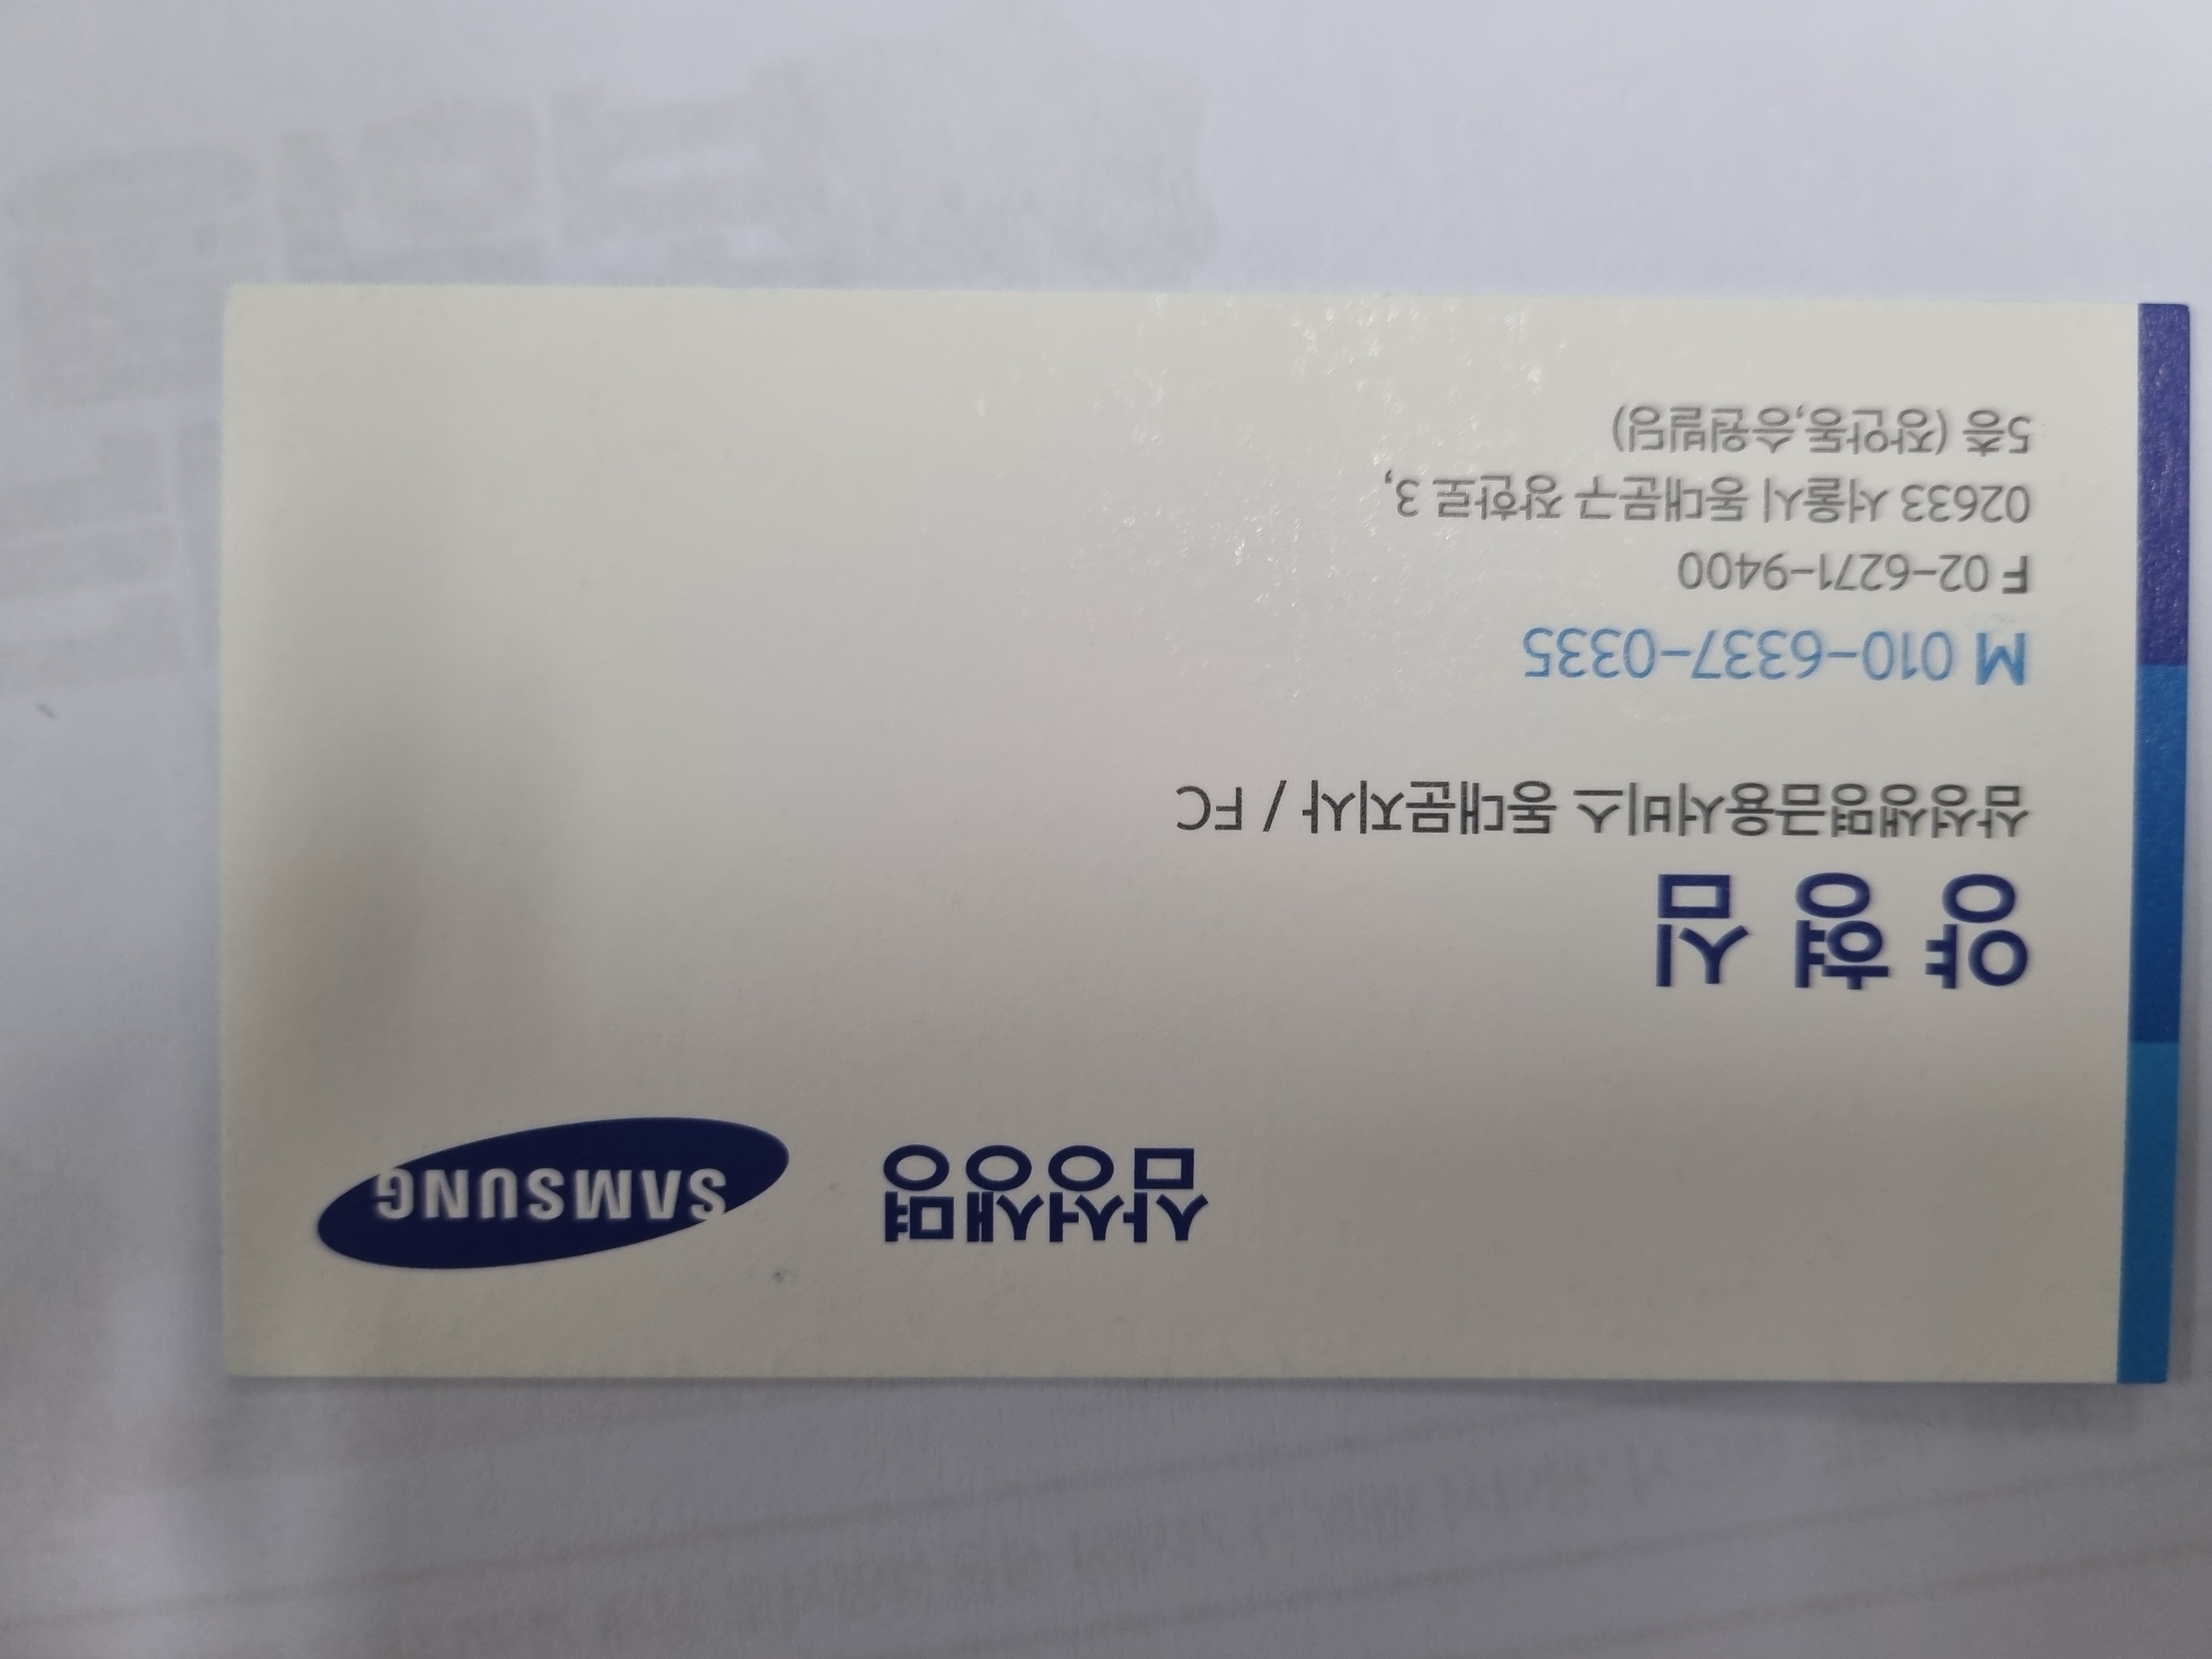 삼성생명 SAMSUNG
양 형 심
삼성생명금융서비스 동대문지사 / FC
M 010-6337-0335
F 02-6271-9400
02633 서울시 동대문구 장한로 3,
5층 (장안동,승원빌딩)